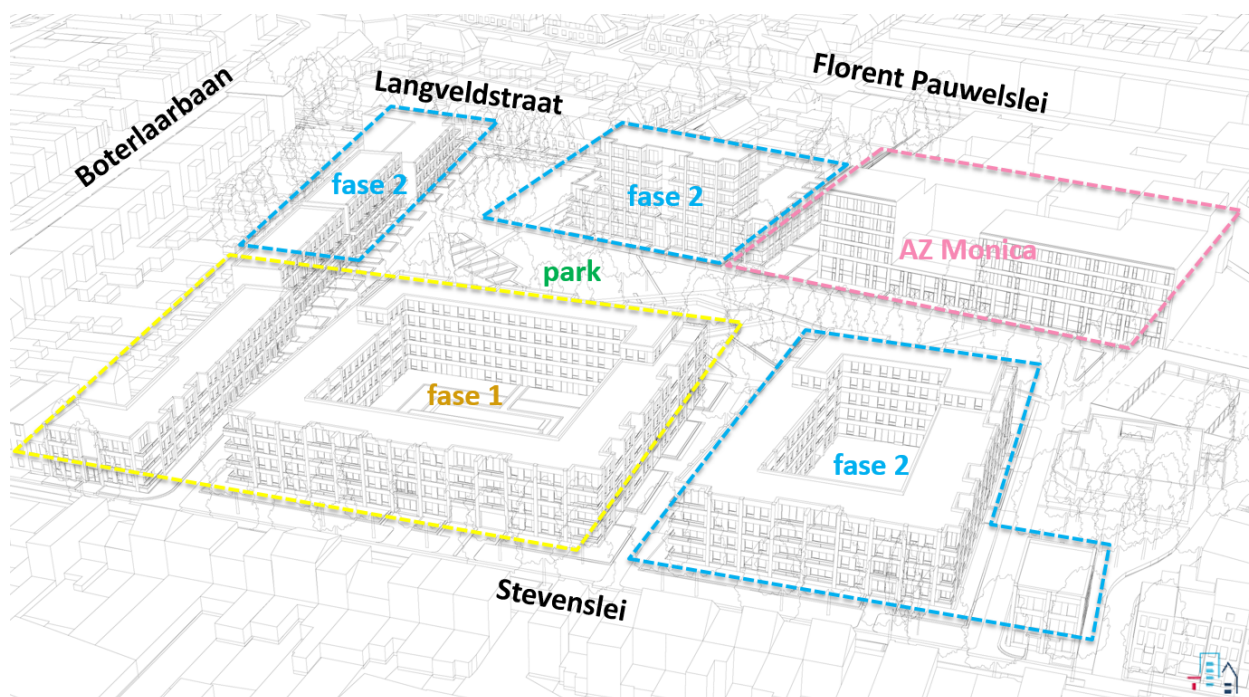 Florent Pauwelslei
Boterlaarbaan
Langveldstraat
fase 2
fase 2
AZ Monica
park
fase 1
fase 2
Stevenslei